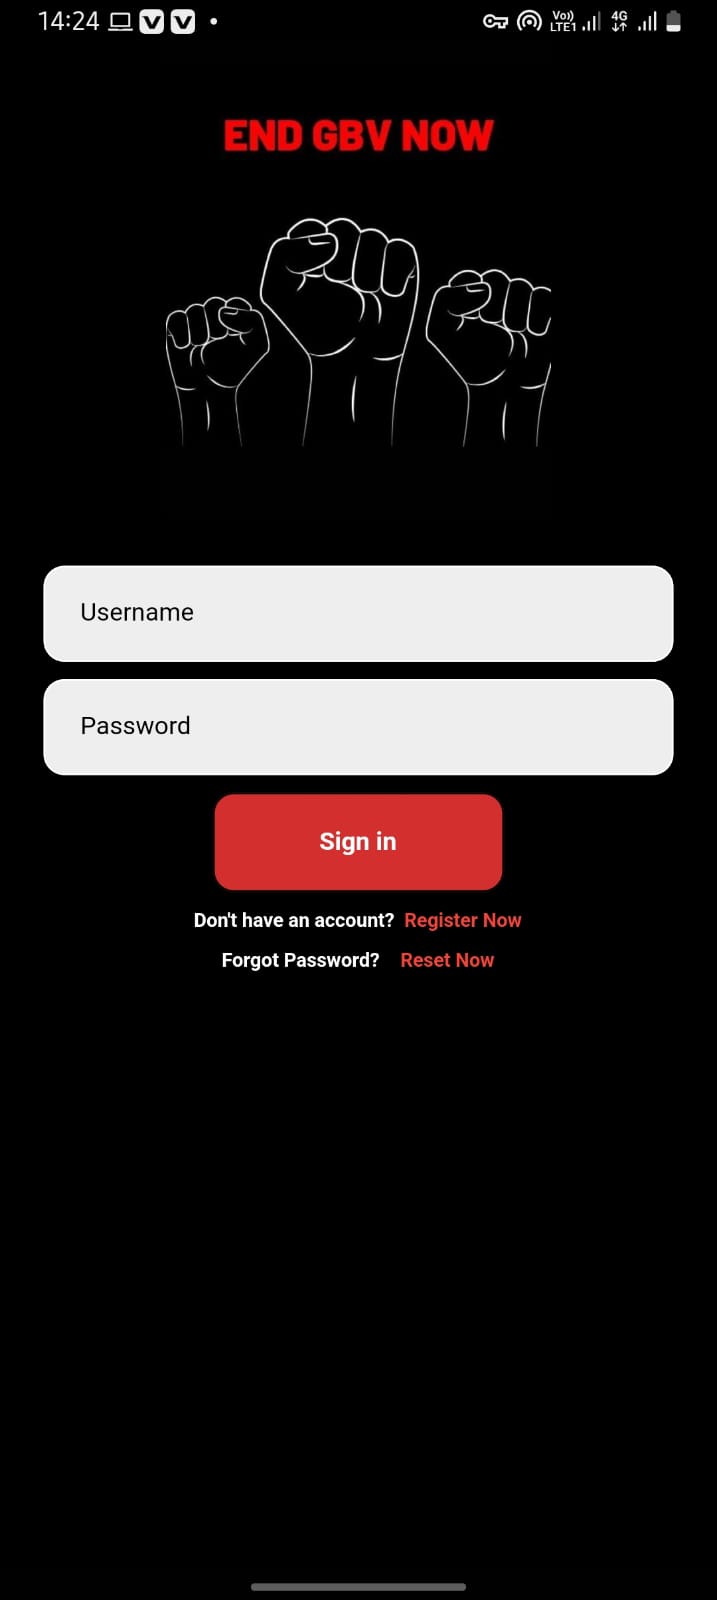 14:24 V V
Vo)) LTE1 4G
END GBV NOW
Username
Password
Sign in
Don't have an account? Register Now
Forgot Password? Reset Now